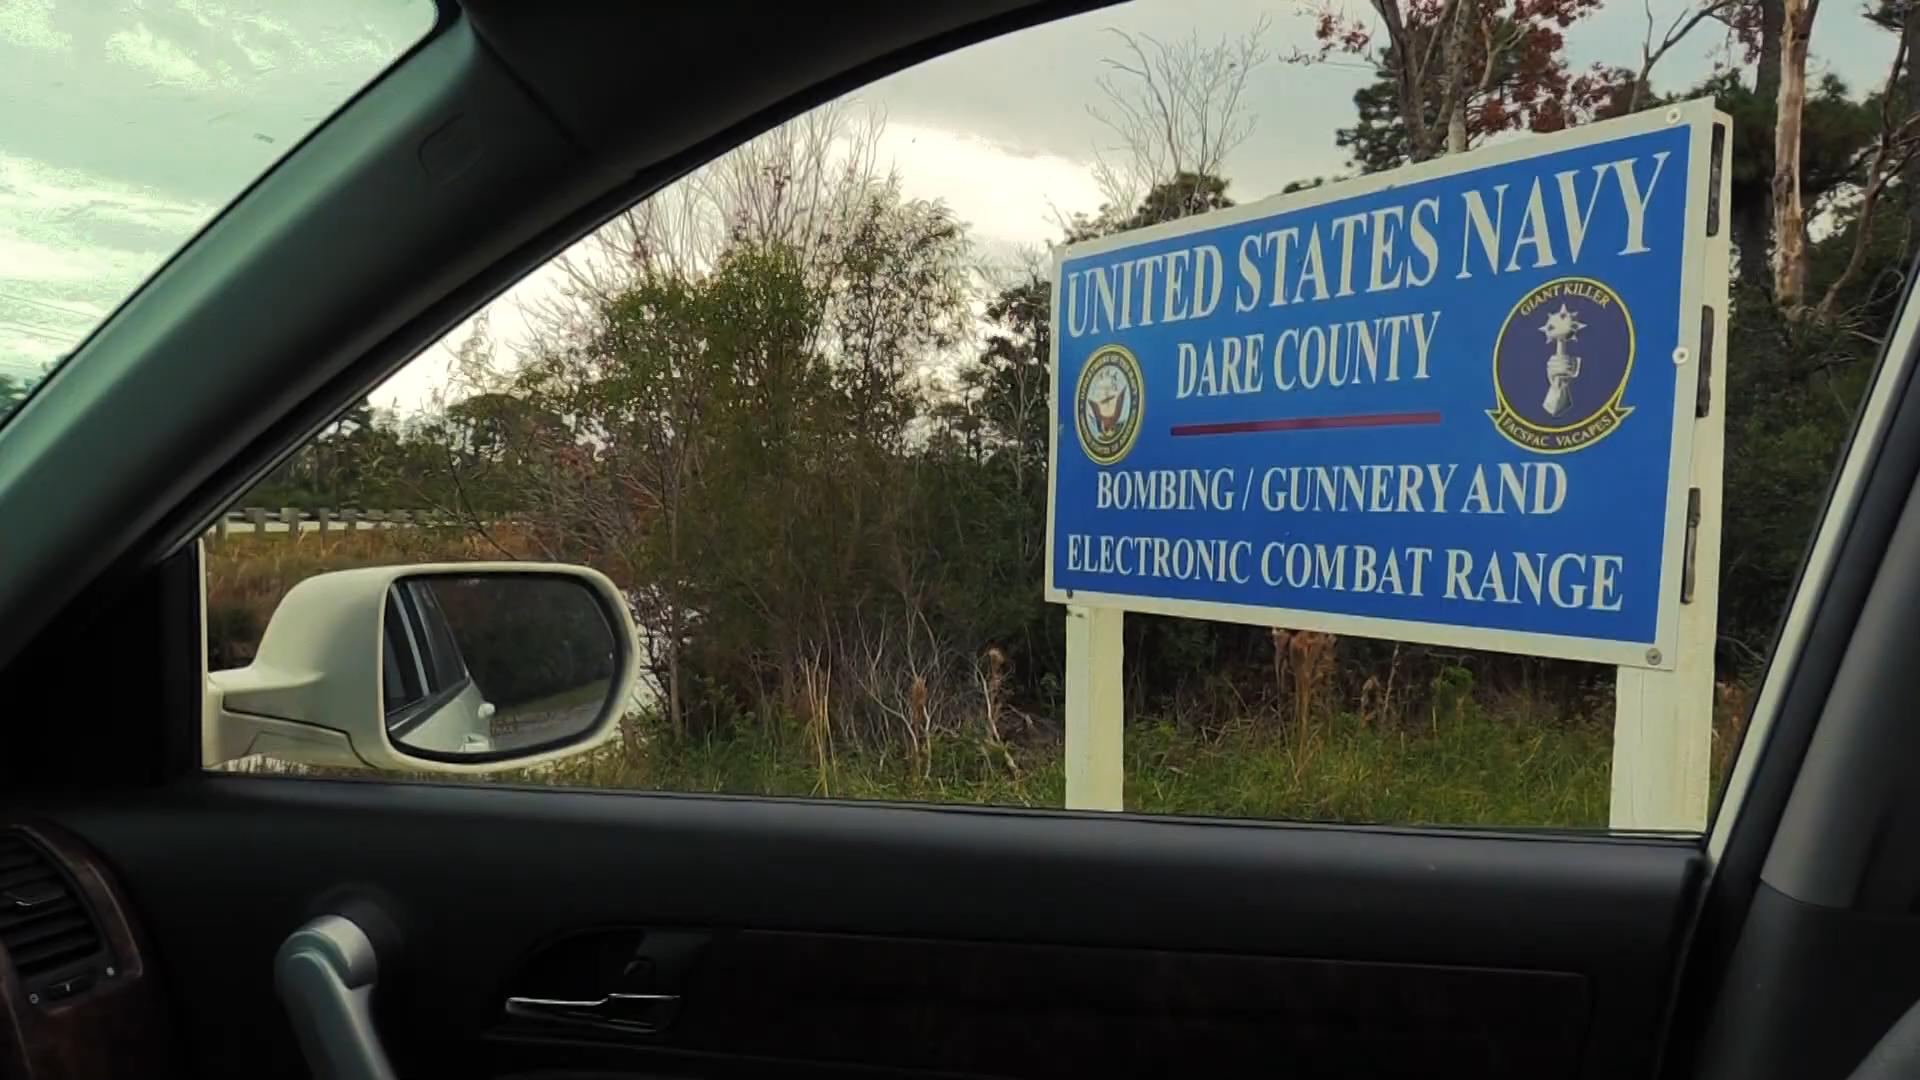 UNITED STATES NAVY
DARE COUNTY
GIANT KILLER
FACSFAC VACAPES
BOMBING / GUNNERY AND
ELECTRONIC COMBAT RANGE